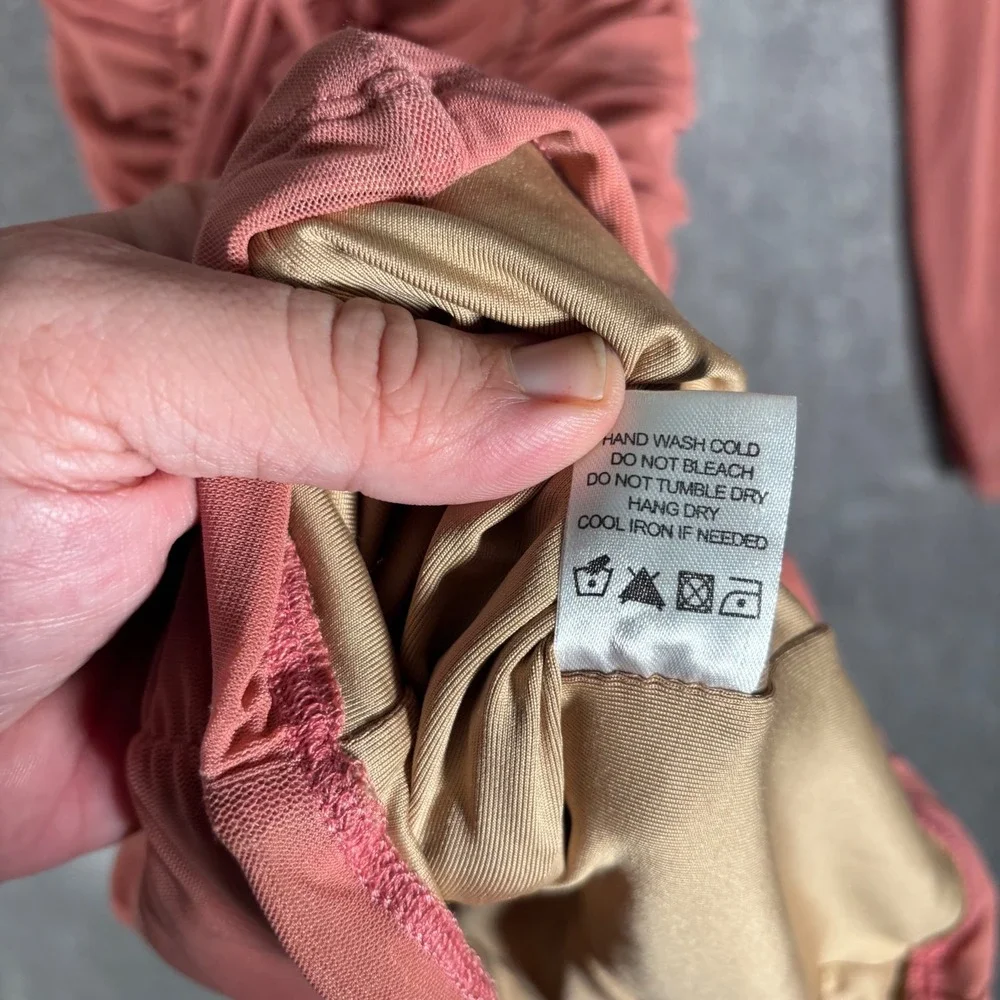 HAND WASH COLD
DO NOT BLEACH
DO NOT TUMBLE DRY
HANG DRY
COOL IRON IF NEEDED